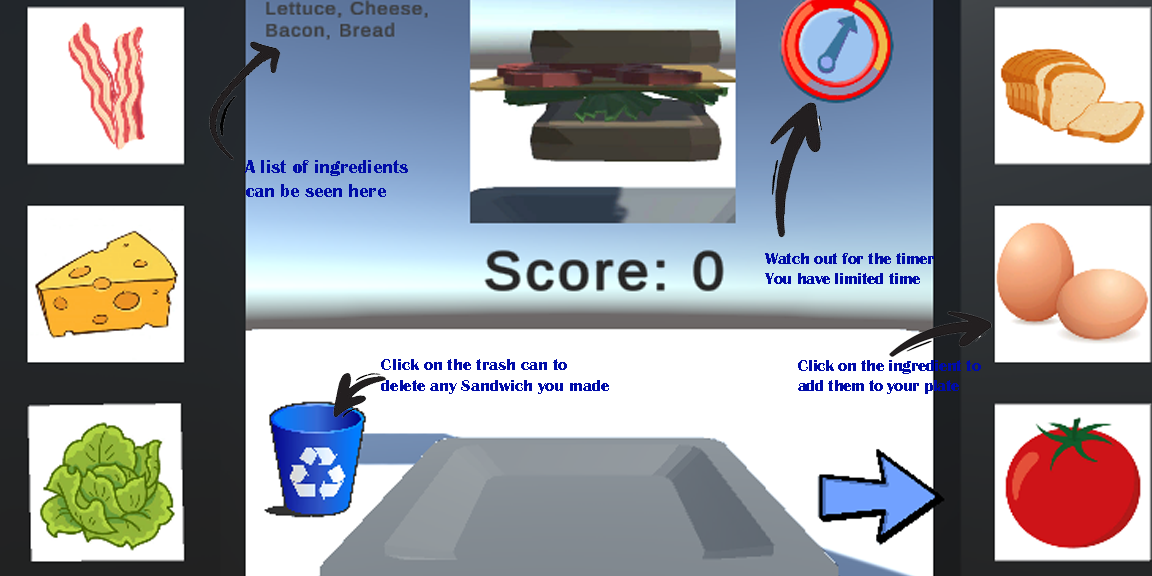 Lettuce, Cheese,
Bacon, Bread
A list of ingredients
can be seen here
Score: 0
Watch out for the timer
You have limited time
Click on the trash can to
delete any Sandwich you made
Click on the ingredient to
add them to your plate